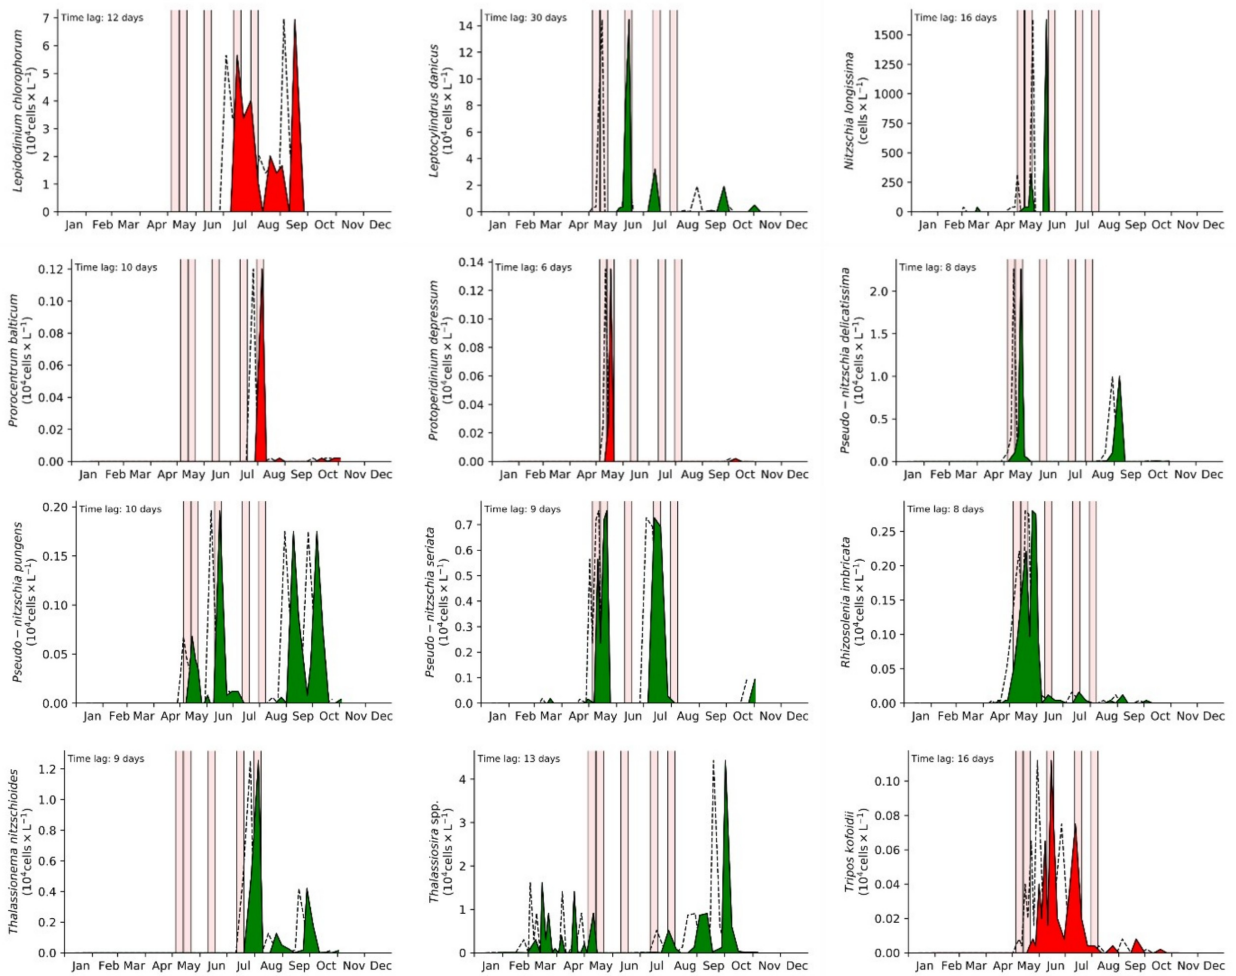 Lepidodinium chlorophorum
(10⁴cells × L⁻¹)
Time lag: 12 days
7
6
5
4
3
2
1
0
Jan Feb Mar Apr May Jun Jul Aug Sep Oct Nov Dec
Leptocylindrus danicus
(10⁴cells × L⁻¹)
Time lag: 30 days
14
12
10
8
6
4
2
0
Jan Feb Mar Apr May Jun Jul Aug Sep Oct Nov Dec
Nitzschia longissima
(cells × L⁻¹)
Time lag: 16 days
1500
1250
1000
750
500
250
0
Jan Feb Mar Apr May Jun Jul Aug Sep Oct Nov Dec
Prorocentrum balticum
(10⁴cells × L⁻¹)
Time lag: 10 days
0.12
0.10
0.08
0.06
0.04
0.02
0.00
Jan Feb Mar Apr May Jun Jul Aug Sep Oct Nov Dec
Protoperidinium depressum
(10⁴cells × L⁻¹)
Time lag: 6 days
0.14
0.12
0.10
0.08
0.06
0.04
0.02
0.00
Jan Feb Mar Apr May Jun Jul Aug Sep Oct Nov Dec
Pseudo − nitzschia delicatissima
(10⁴cells × L⁻¹)
Time lag: 8 days
2.0
1.5
1.0
0.5
0.0
Jan Feb Mar Apr May Jun Jul Aug Sep Oct Nov Dec
Pseudo − nitzschia pungens
(10⁴cells × L⁻¹)
Time lag: 10 days
0.20
0.15
0.10
0.05
0.00
Jan Feb Mar Apr May Jun Jul Aug Sep Oct Nov Dec
Pseudo − nitzschia seriata
(10⁴cells × L⁻¹)
Time lag: 9 days
0.7
0.6
0.5
0.4
0.3
0.2
0.1
0.0
Jan Feb Mar Apr May Jun Jul Aug Sep Oct Nov Dec
Rhizosolenia imbricata
(10⁴cells × L⁻¹)
Time lag: 8 days
0.25
0.20
0.15
0.10
0.05
0.00
Jan Feb Mar Apr May Jun Jul Aug Sep Oct Nov Dec
Thalassionema nitzschioides
(10⁴cells × L⁻¹)
Time lag: 9 days
1.2
1.0
0.8
0.6
0.4
0.2
0.0
Jan Feb Mar Apr May Jun Jul Aug Sep Oct Nov Dec
Thalassiosira spp.
(10⁴cells × L⁻¹)
Time lag: 13 days
4
3
2
1
0
Jan Feb Mar Apr May Jun Jul Aug Sep Oct Nov Dec
Tripos kofoidii
(10⁴cells × L⁻¹)
Time lag: 16 days
0.10
0.08
0.06
0.04
0.02
0.00
Jan Feb Mar Apr May Jun Jul Aug Sep Oct Nov Dec